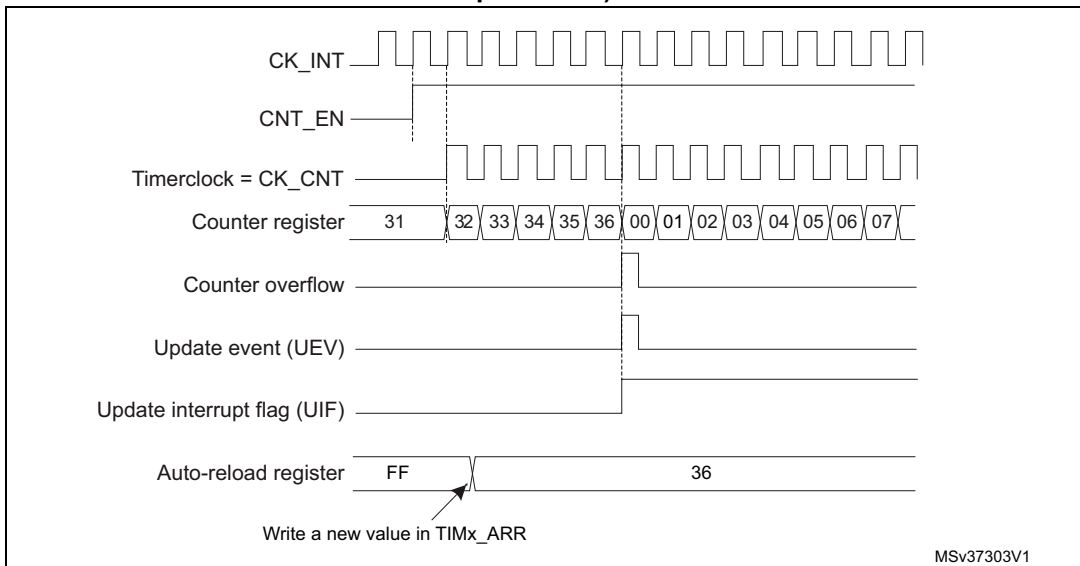 CK_INT
CNT_EN
Timerclock = CK_CNT
Counter register 31 32 33 34 35 36 00 01 02 03 04 05 06 07
Counter overflow
Update event (UEV)
Update interrupt flag (UIF)
Auto-reload register FF 36
Write a new value in TIMx_ARR
MSv37303V1